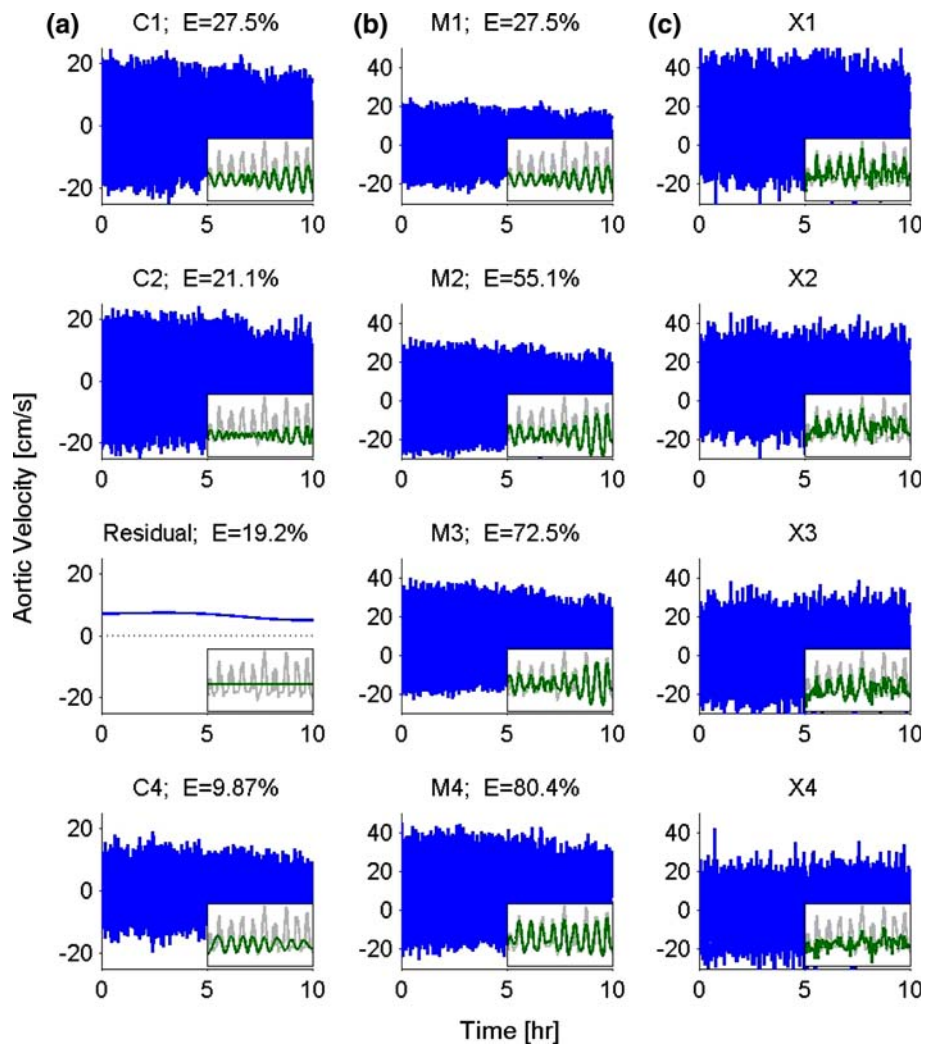 (a) C1; E=27.5% (b) M1; E=27.5% (c) X1
20 0 -20
40 20 0 -20
40 20 0 -20
0 5 10 0 5 10 0 5 10
C2; E=21.1% M2; E=55.1% X2
20 0 -20
40 20 0 -20
40 20 0 -20
0 5 10 0 5 10 0 5 10
Residual; E=19.2% M3; E=72.5% X3
20 0 -20
40 20 0 -20
40 20 0 -20
0 5 10 0 5 10 0 5 10
C4; E=9.87% M4; E=80.4% X4
20 0 -20
40 20 0 -20
40 20 0 -20
0 5 10 0 5 10 0 5 10
Aortic Velocity [cm/s]
Time [hr]